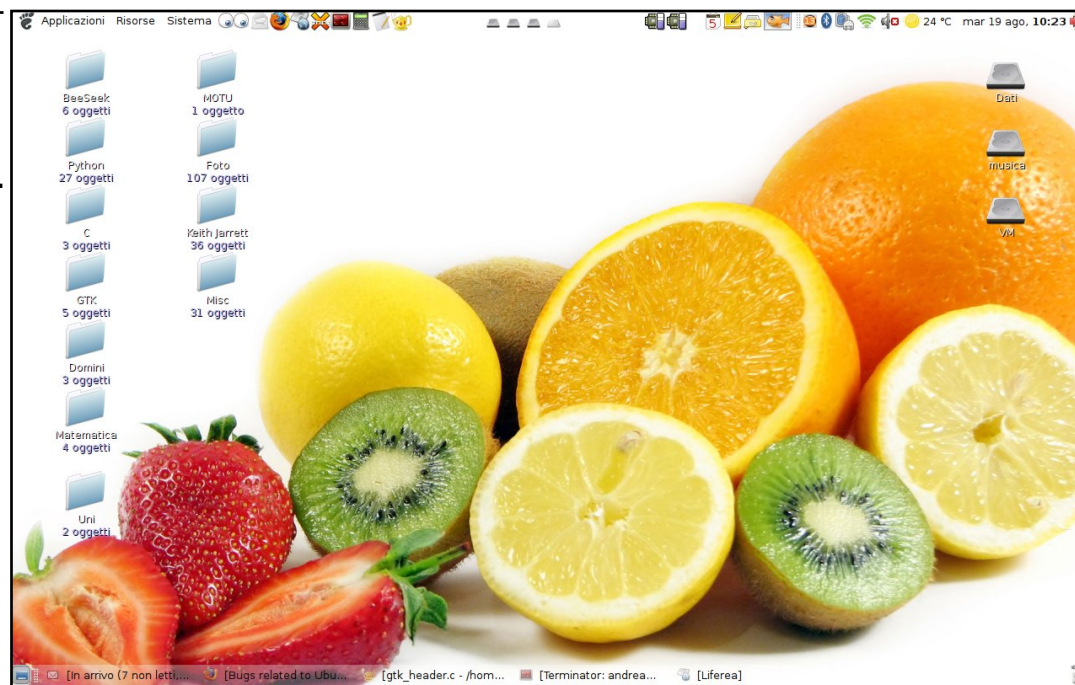 Applicazioni Risorse Sistema
5
24 °C mar 19 ago, 10:23
BeeSeek
6 oggetti
MOTU
1 oggetto
Dati
Python
27 oggetti
Foto
107 oggetti
musica
C
3 oggetti
Keith Jarrett
36 oggetti
VM
GTK
5 oggetti
Misc
31 oggetti
Domini
3 oggetti
Matematica
4 oggetti
Uni
2 oggetti
[In arrivo (7 non letti,... [Bugs related to Ubu... [gtk_header.c - /hom... [Terminator: andrea... [Liferea]